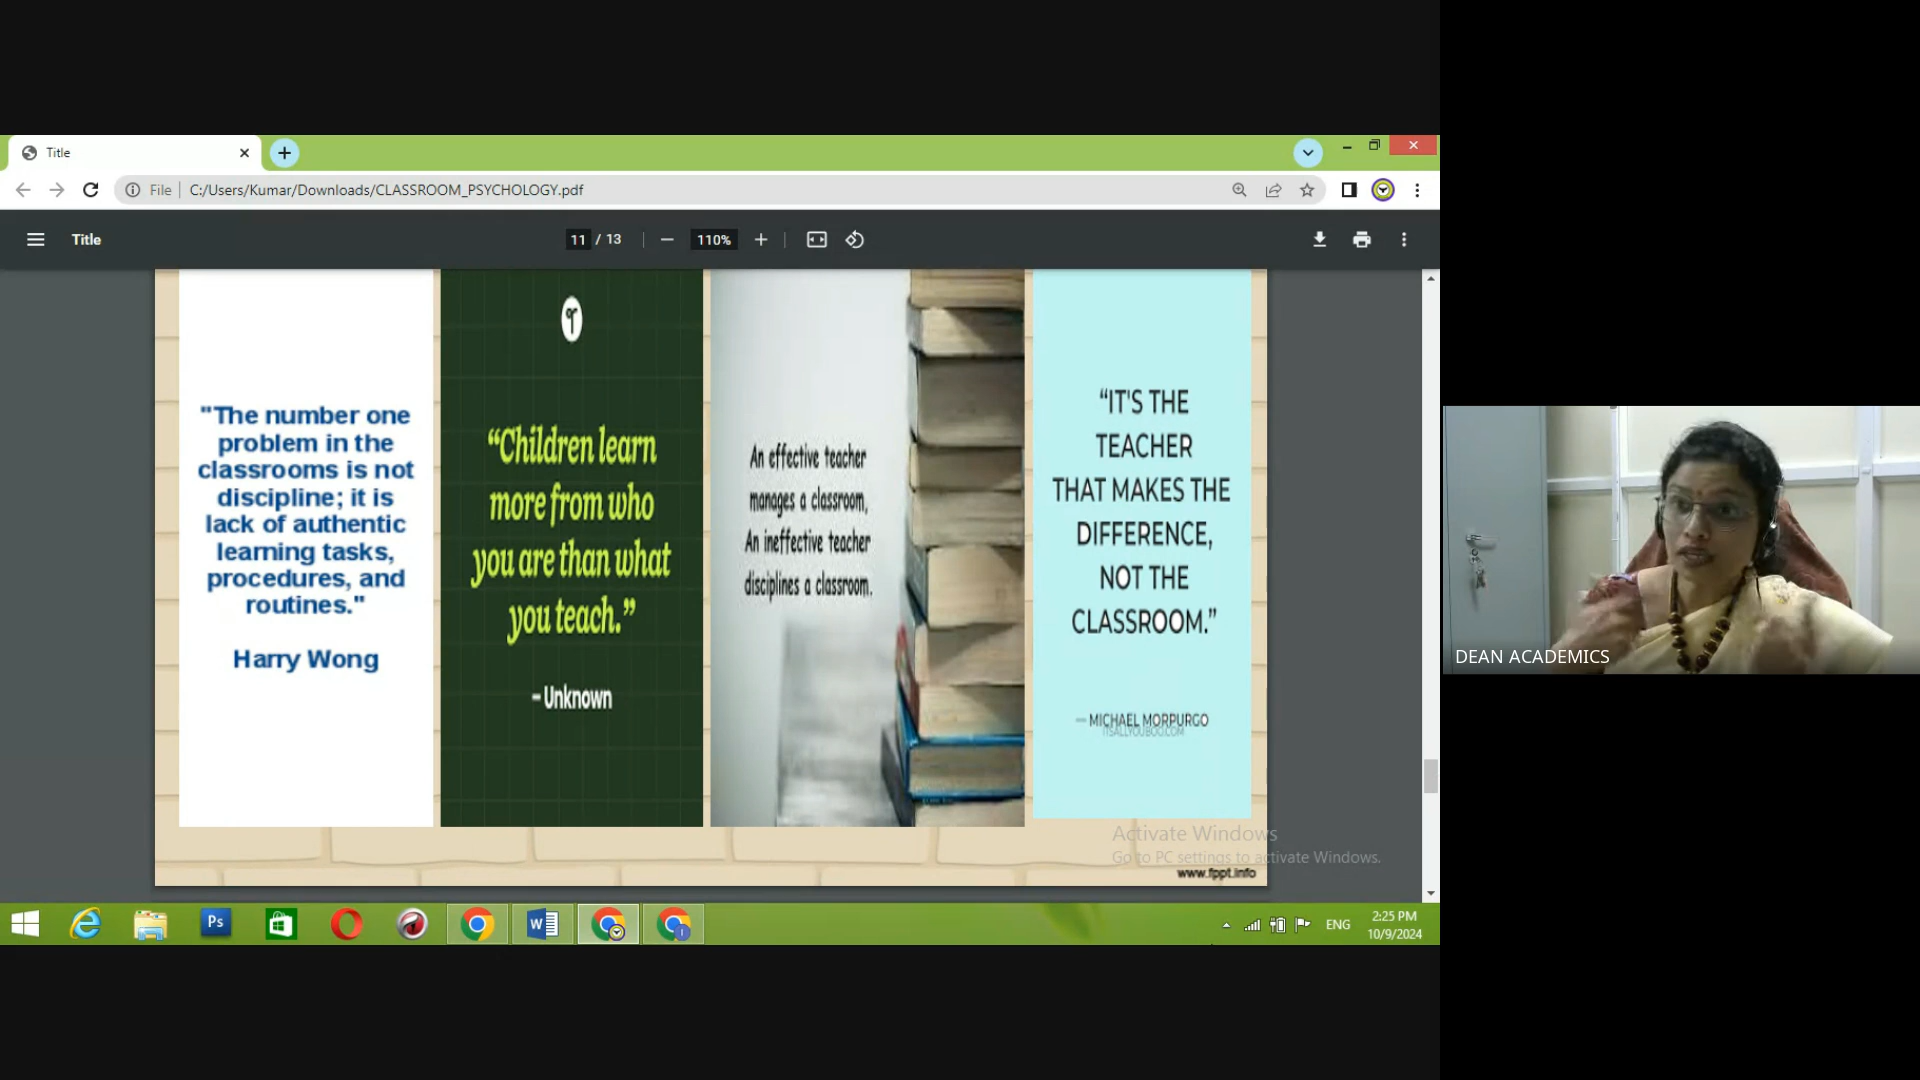 Title
File
C:/Users/Kumar/Downloads/CLASSROOM_PSYCHOLOGY.pdf
Title
11 / 13
110%
"The number one
problem in the
classrooms is not
discipline; it is
lack of authentic
learning tasks,
procedures, and
routines."
Harry Wong
“Children learn
more from who
you are than what
you teach.”
– Unknown
An effective teacher
manages a classroom,
An ineffective teacher
disciplines a classroom.
“IT'S THE
TEACHER
THAT MAKES THE
DIFFERENCE,
NOT THE
CLASSROOM.”
— MICHAEL MORPURGO
ITSALLYOUBOO.COM
Activate Windows
Go to PC settings to activate Windows.
www.fppt.info
DEAN ACADEMICS
Ps
W
ENG
2:25 PM
10/9/2024